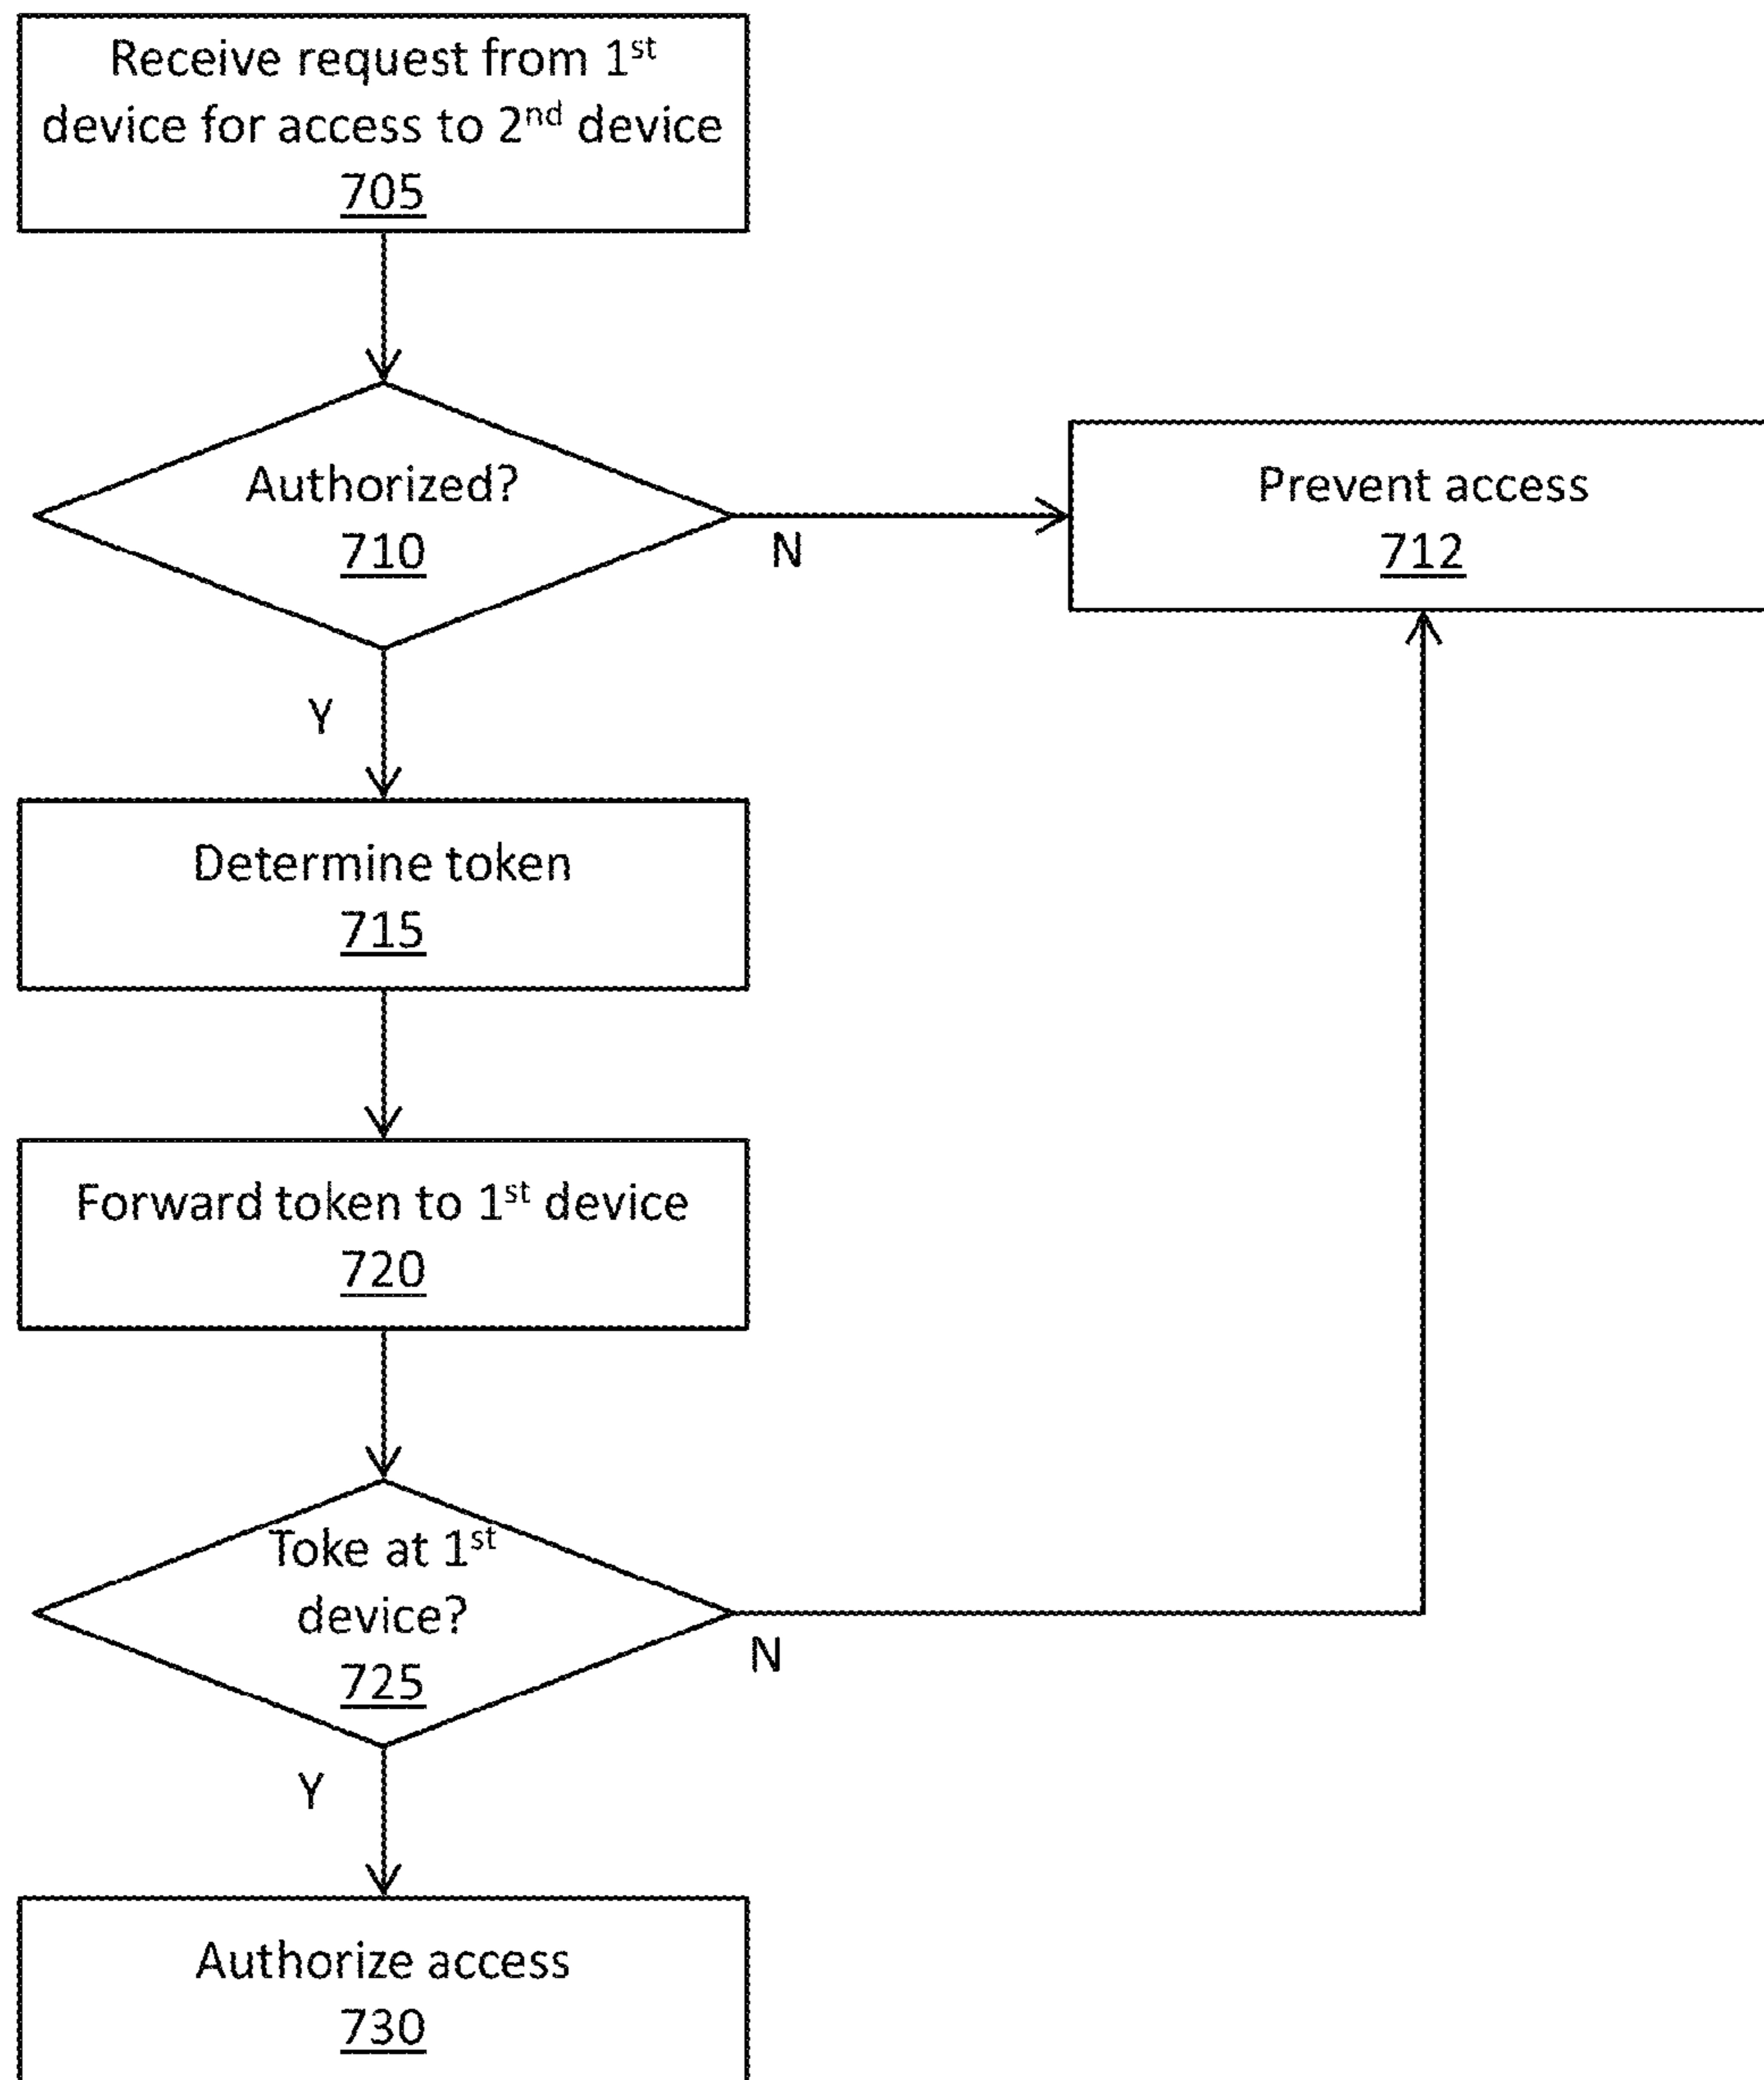 Receive request from 1st
device for access to 2nd device
705
Authorized?
710
N
Prevent access
712
Y
Determine token
715
Forward token to 1st device
720
Toke at 1st
device?
725
N
Y
Authorize access
730